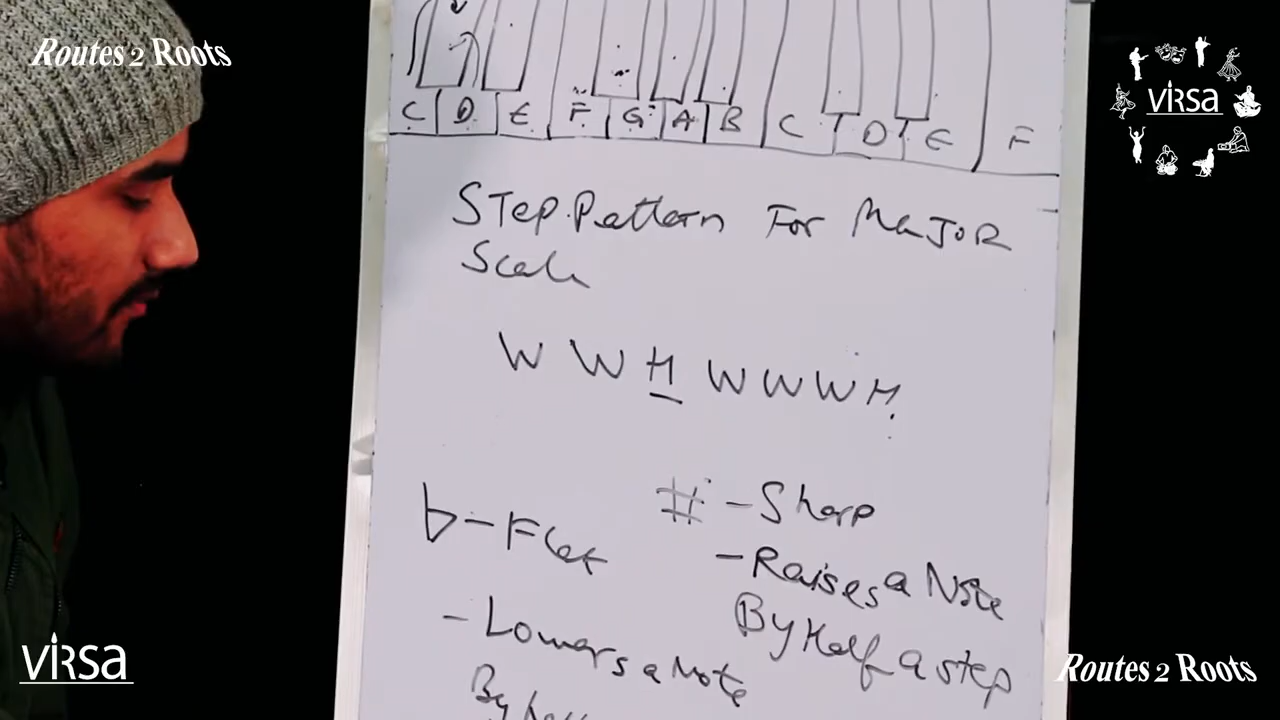 Routes 2 Roots
VIRSA
C D E F G A B C D E F
STep Pattern For MaJoR
Scale
W W H W W W H
b - Flat
# - Sharp
- Raises a Note
By Half a step
- Lowers a Note
By
VIRSA
Routes 2 Roots